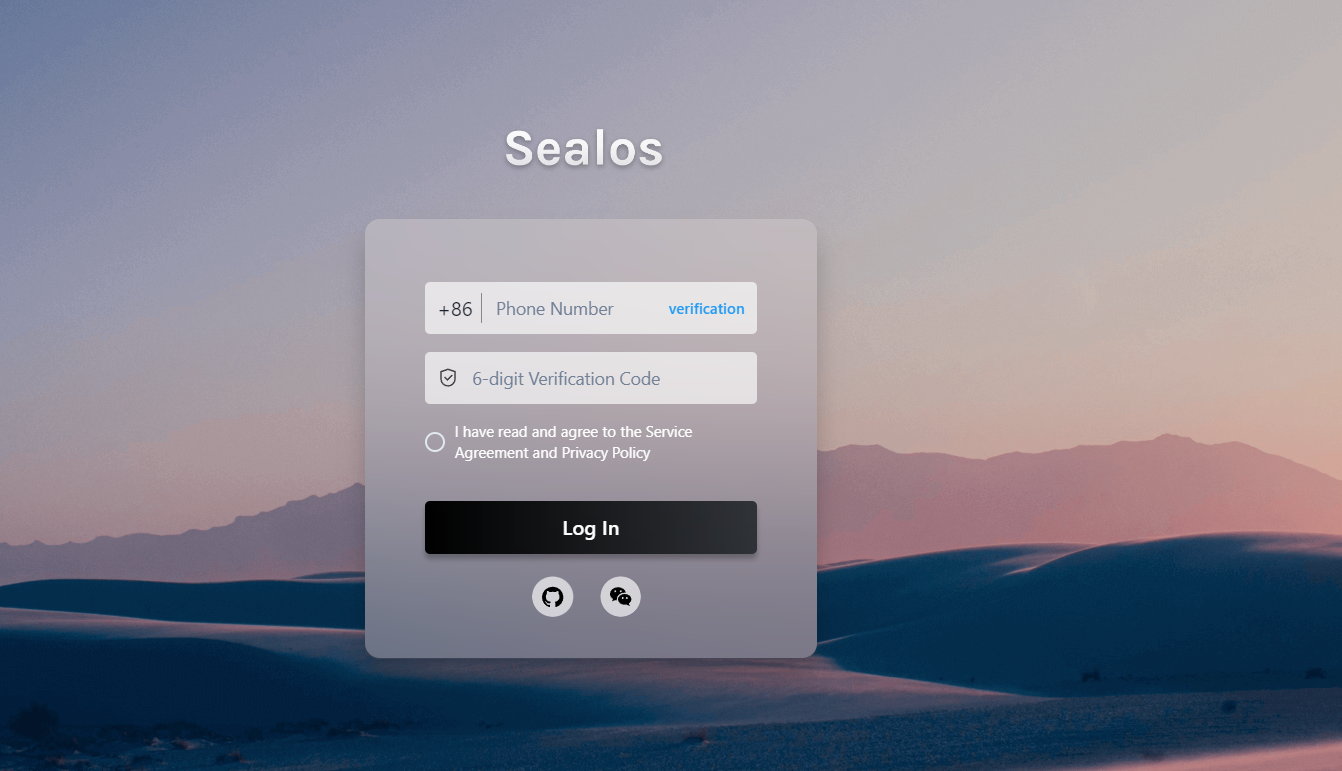 Sealos
+86 Phone Number verification
6-digit Verification Code
I have read and agree to the Service
Agreement and Privacy Policy
Log In